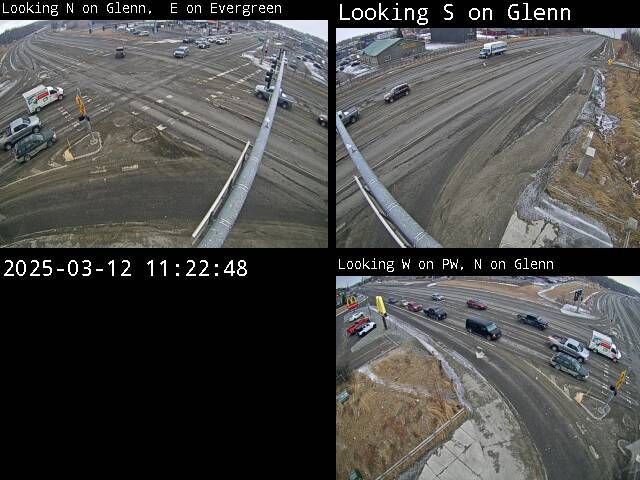 Looking N on Glenn, E on Evergreen
Looking S on Glenn
2025-03-12 11:22:48
Looking W on PW, N on Glenn